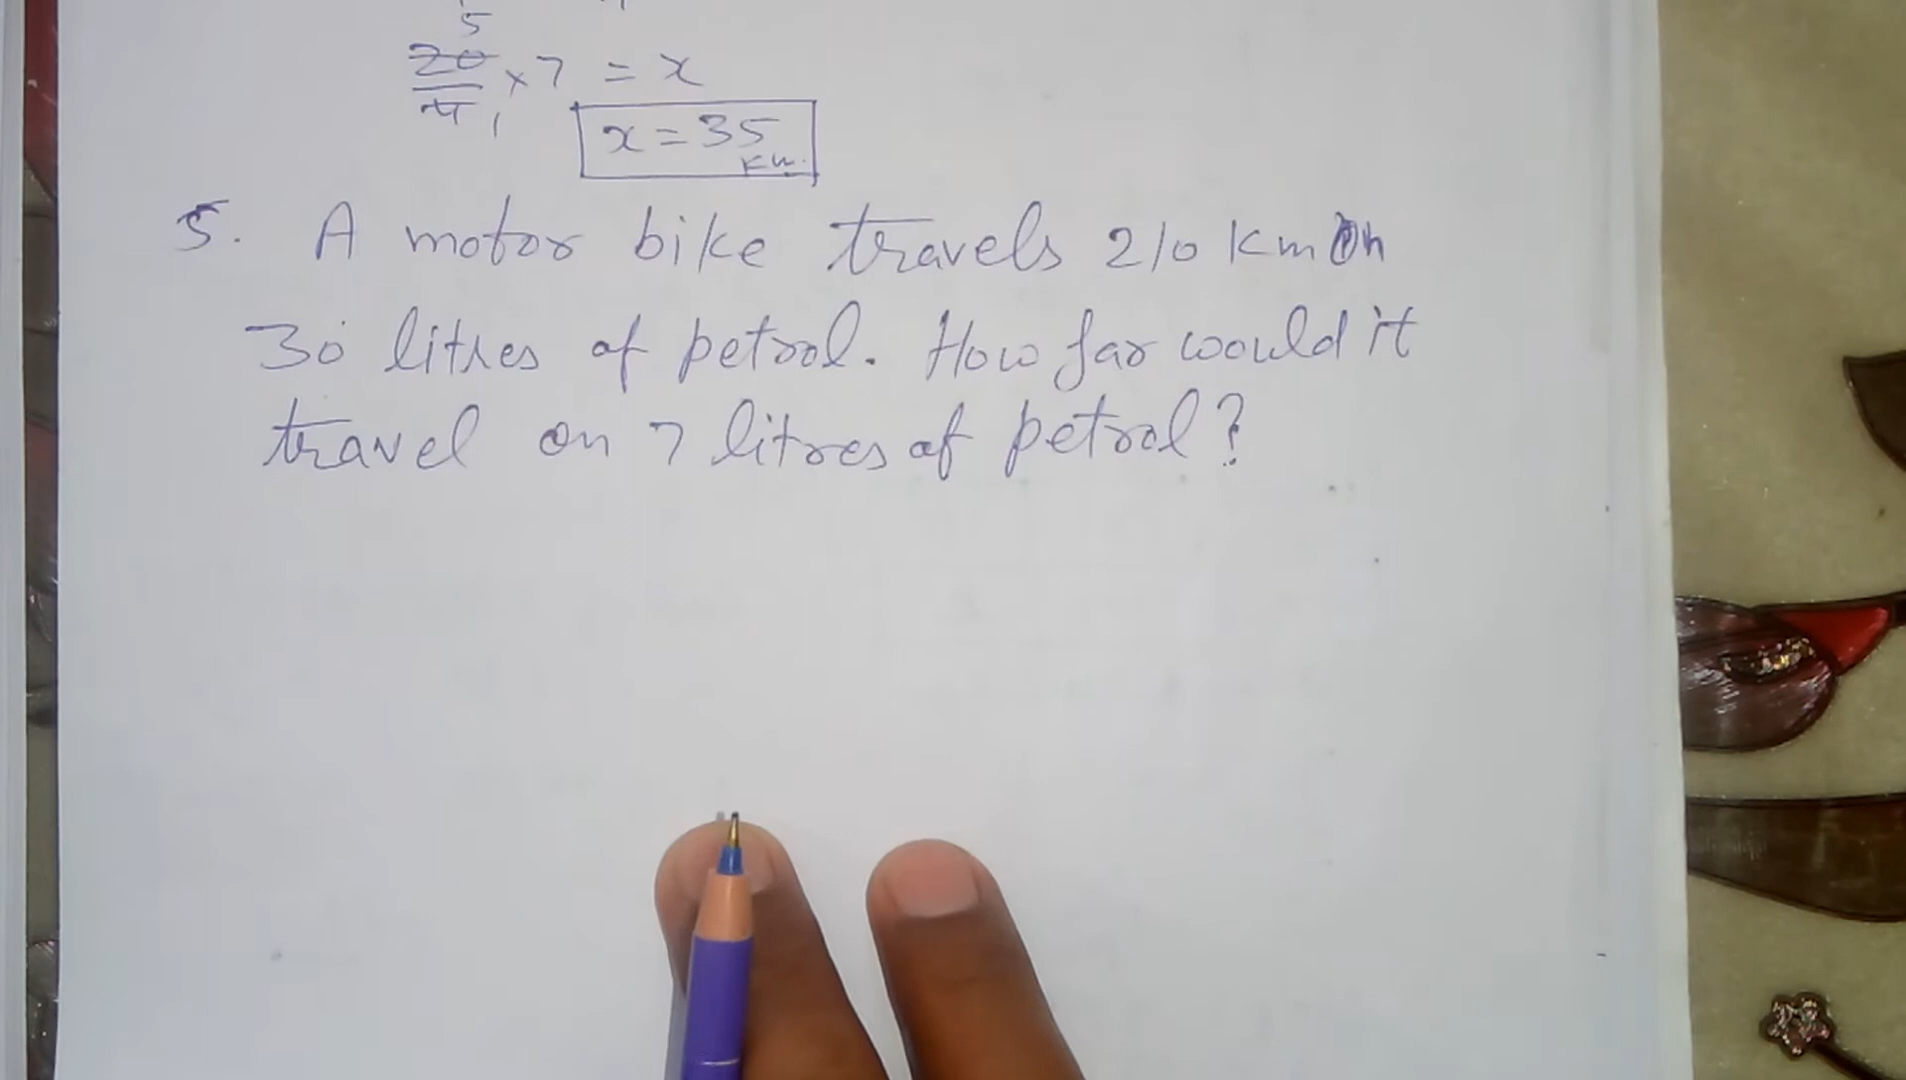 5
20/4 1 × 7 = x
x = 35
km.
5. A motor bike travels 210 km On
30 litres of petrol. How far would it
travel on 7 litres of petrol?